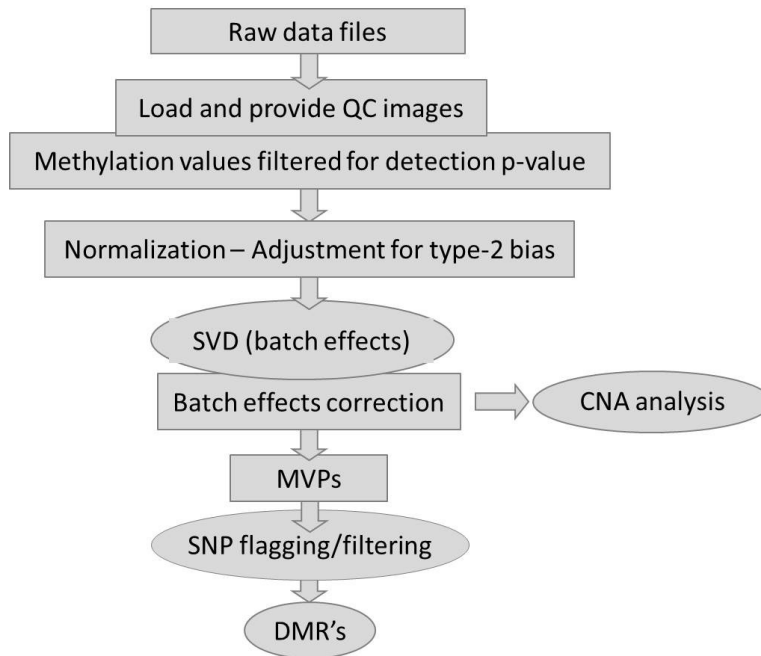 Raw data files
Load and provide QC images
Methylation values filtered for detection p-value
Normalization – Adjustment for type-2 bias
SVD (batch effects)
Batch effects correction
CNA analysis
MVPs
SNP flagging/filtering
DMR's